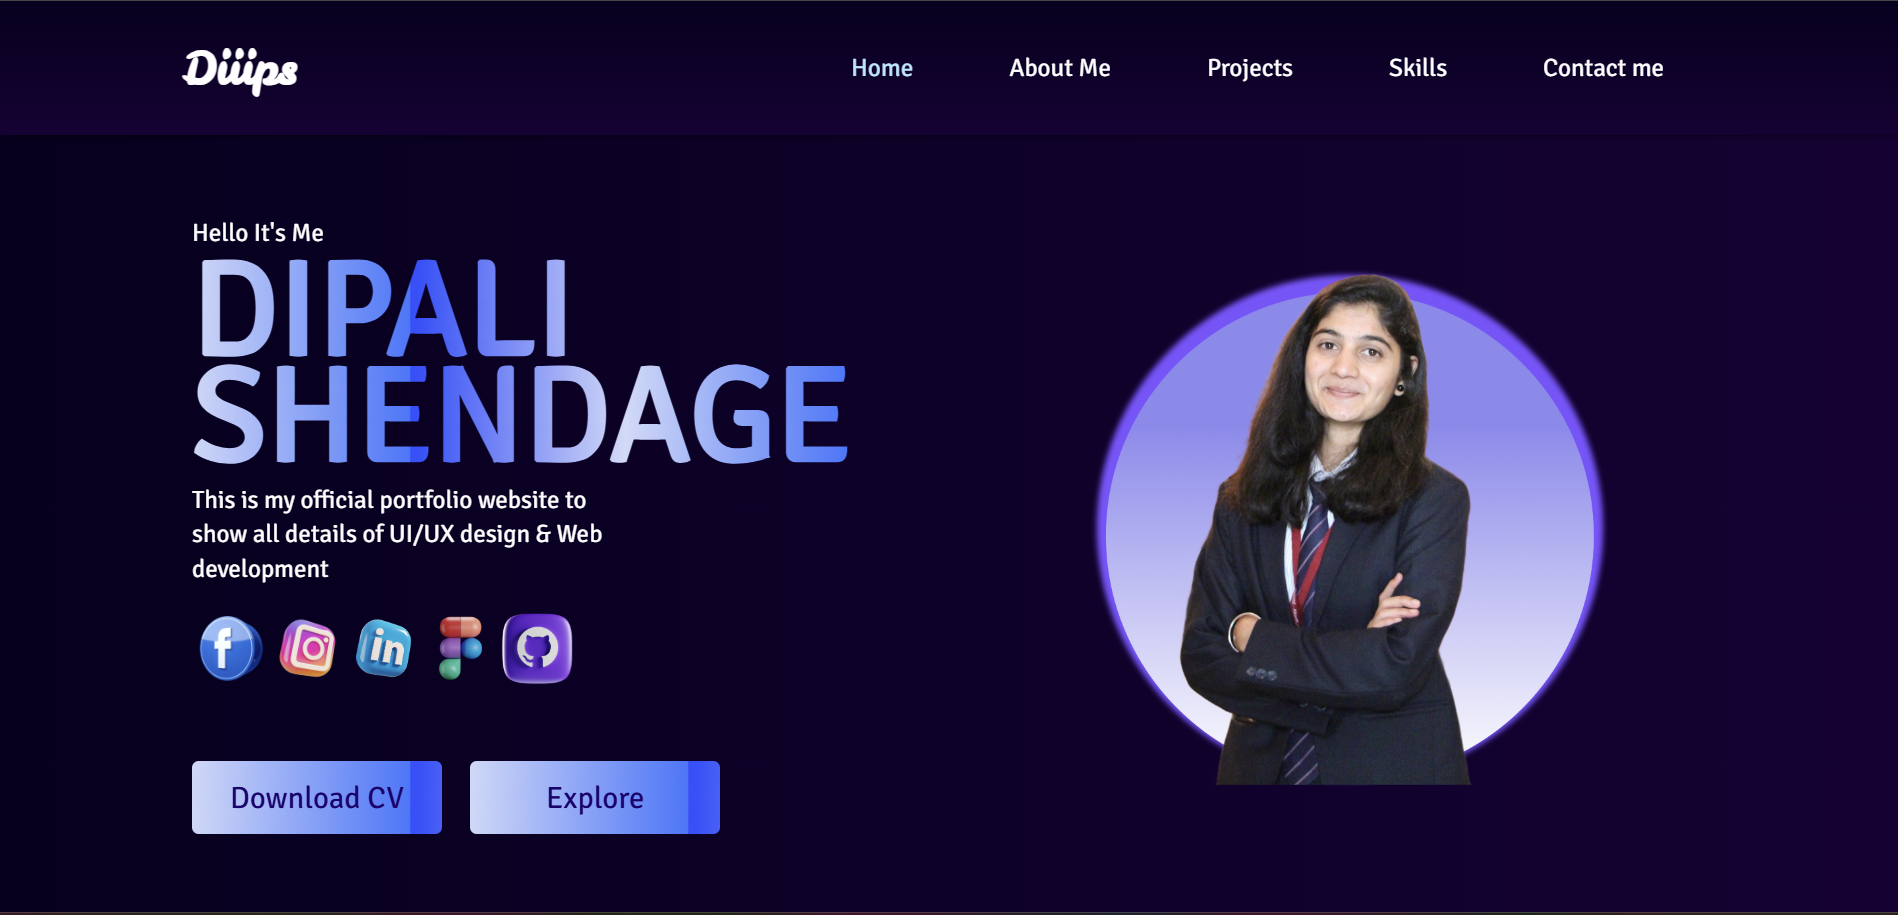 Diiips
Home About Me Projects Skills Contact me
Hello It's Me
DIPALI
SHENDAGE
This is my official portfolio website to
show all details of UI/UX design & Web
development
f in
Download CV Explore